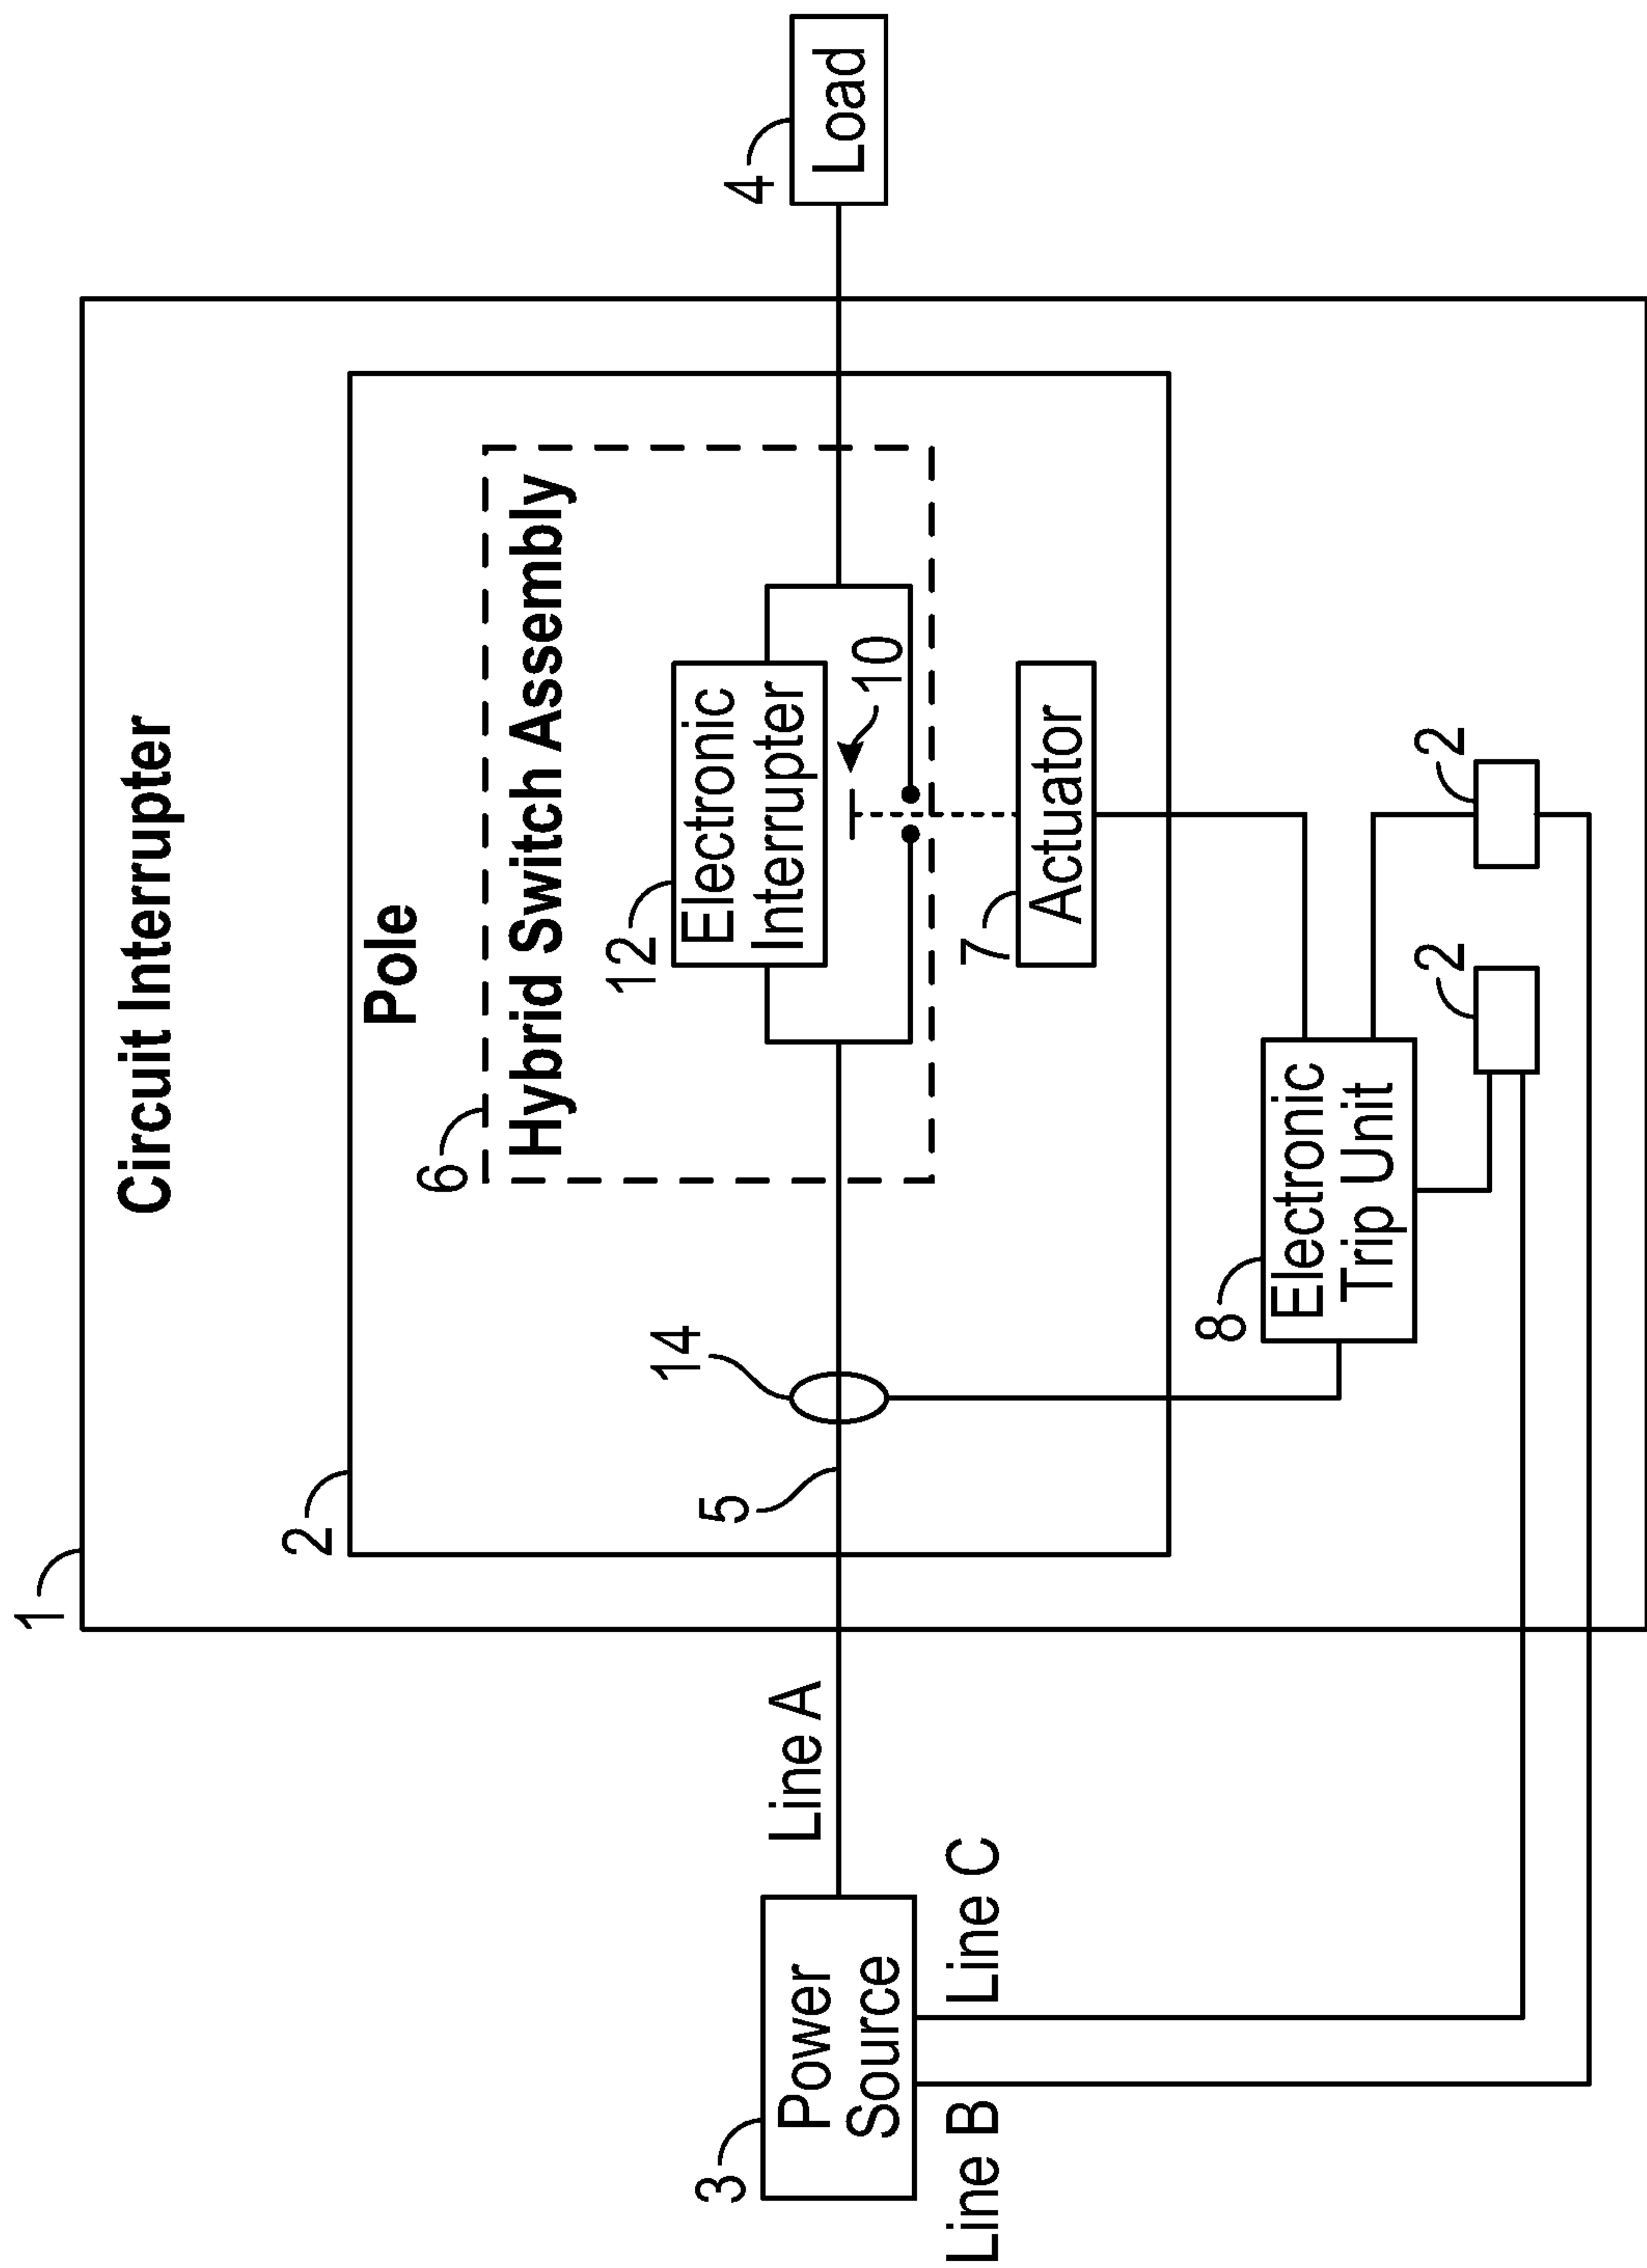 1
Circuit Interrupter
2
Pole
6
Hybrid Switch Assembly
12
Electronic
Interrupter
14
10
5
4
Load
Line A
3
Power
Source
7
Actuator
Line B
Line C
8
Electronic
Trip Unit
2
2